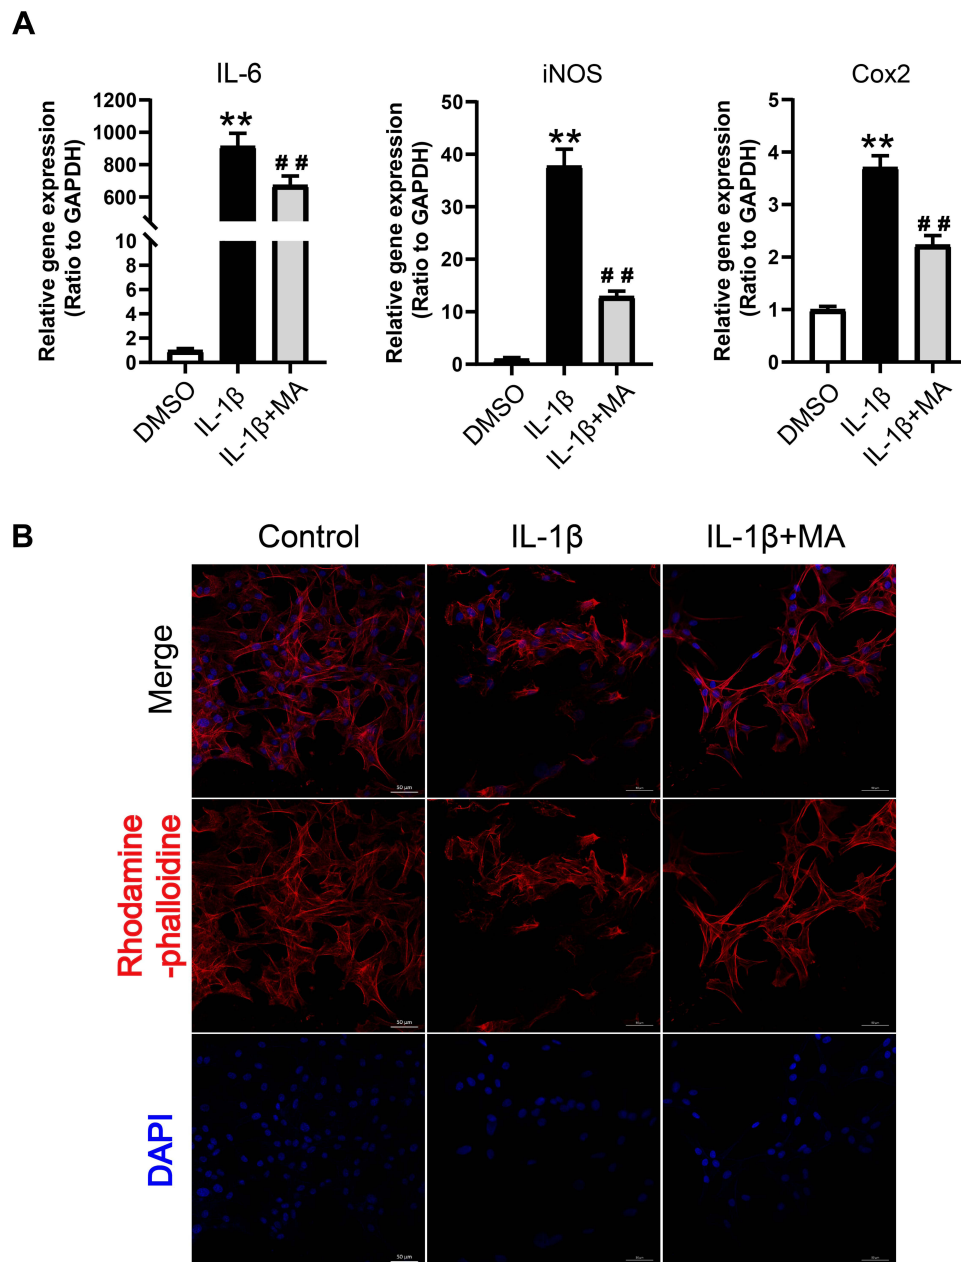 A
IL-6
Relative gene expression
(Ratio to GAPDH)
1200
1000
800
600
10
8
6
4
2
0
**
##
DMSO
IL-1β
IL-1β+MA
iNOS
Relative gene expression
(Ratio to GAPDH)
50
40
30
20
10
0
**
##
DMSO
IL-1β
IL-1β+MA
Cox2
Relative gene expression
(Ratio to GAPDH)
5
4
3
2
1
0
**
##
DMSO
IL-1β
IL-1β+MA
B
Control
IL-1β
IL-1β+MA
Merge
50 μm
Rhodamine
-phalloidine
50 μm
DAPI
50 μm